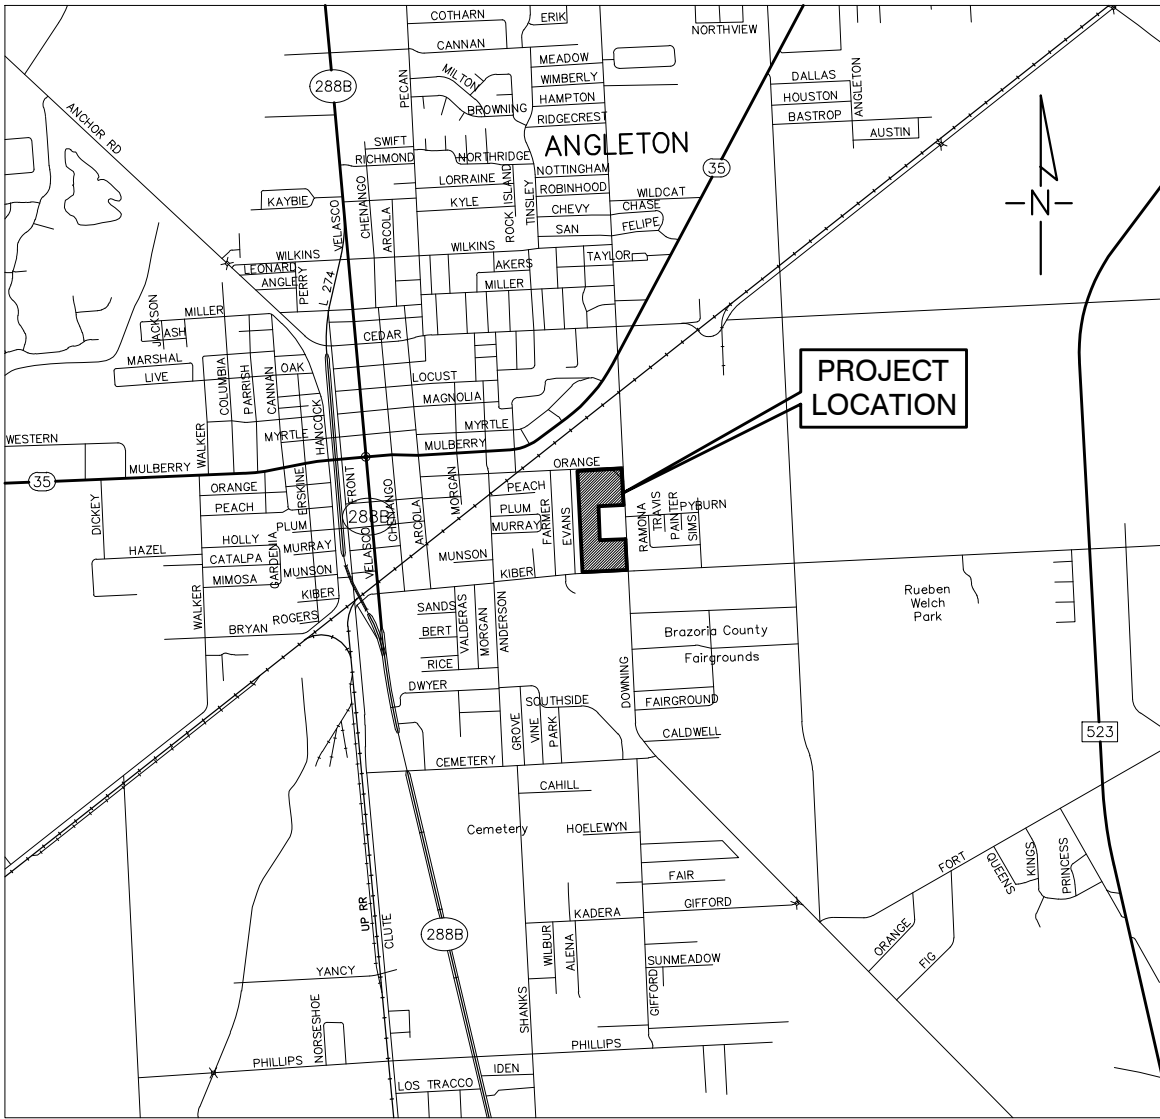 COTHARN
ERIK
NORTHVIEW
CANNAN
MEADOW
288B
PECAN
MILTON
WIMBERLY
DALLAS
ANGLETON
HAMPTON
HOUSTON
BROWNING
ANCHOR RD
RIDGECREST
BASTROP
AUSTIN
SWIFT
ANGLETON
RICHMOND
NORTHRIDGE
NOTTINGHAM
35
LORRAINE
ROBINHOOD
WILDCAT
KAYBIE
VELASCO
CHENANGO
ARCOLA
KYLE
ROCK ISLAND
TINSLEY
CHEVY
CHASE
N
SAN
FELIPE
WILKINS
WILKINS
TAYLOR
LEONARD
AKERS
ANGLE
PERRY
L 274
MILLER
MILLER
JACKSON
ASH
CEDAR
MARSHAL
LIVE
COLUMBIA
PARRISH
CANNAN
OAK
LOCUST
PROJECT
LOCATION
HANCOCK
MAGNOLIA
WESTERN
WALKER
MYRTLE
MYRTLE
MULBERRY
MULBERRY
35
ORANGE
DICKEY
ORANGE
ERSKINE
FRONT
MORGAN
PEACH
PEACH
288B
CHENANGO
ARCOLA
PLUM
FARMER
EVANS
RAMONA
TRAVIS
PAINTER
SIMS
PYBURN
PLUM
MURRAY
HAZEL
HOLLY
GARDENIA
MURRAY
VELASCO
MUNSON
CATALPA
MIMOSA
MUNSON
KIBER
KIBER
WALKER
ROGERS
BRYAN
SANDS
VALDERAS
MORGAN
ANDERSON
Rueben
Welch
Park
BERT
Brazoria County
Fairgrounds
RICE
DWYER
DOWNING
SOUTHSIDE
FAIRGROUND
GROVE
VINE
PARK
CALDWELL
523
CEMETERY
CAHILL
Cemetery
HOELEWYN
FORT
QUEENS
KINGS
PRINCESS
FAIR
GIFFORD
UP RR
CLUTE
KADERA
288B
WILBUR
ALENA
ORANGE
FIG
SUNMEADOW
YANCY
GIFFORD
NORSESHOE
SHANKS
PHILLIPS
PHILLIPS
IDEN
LOS TRACCO